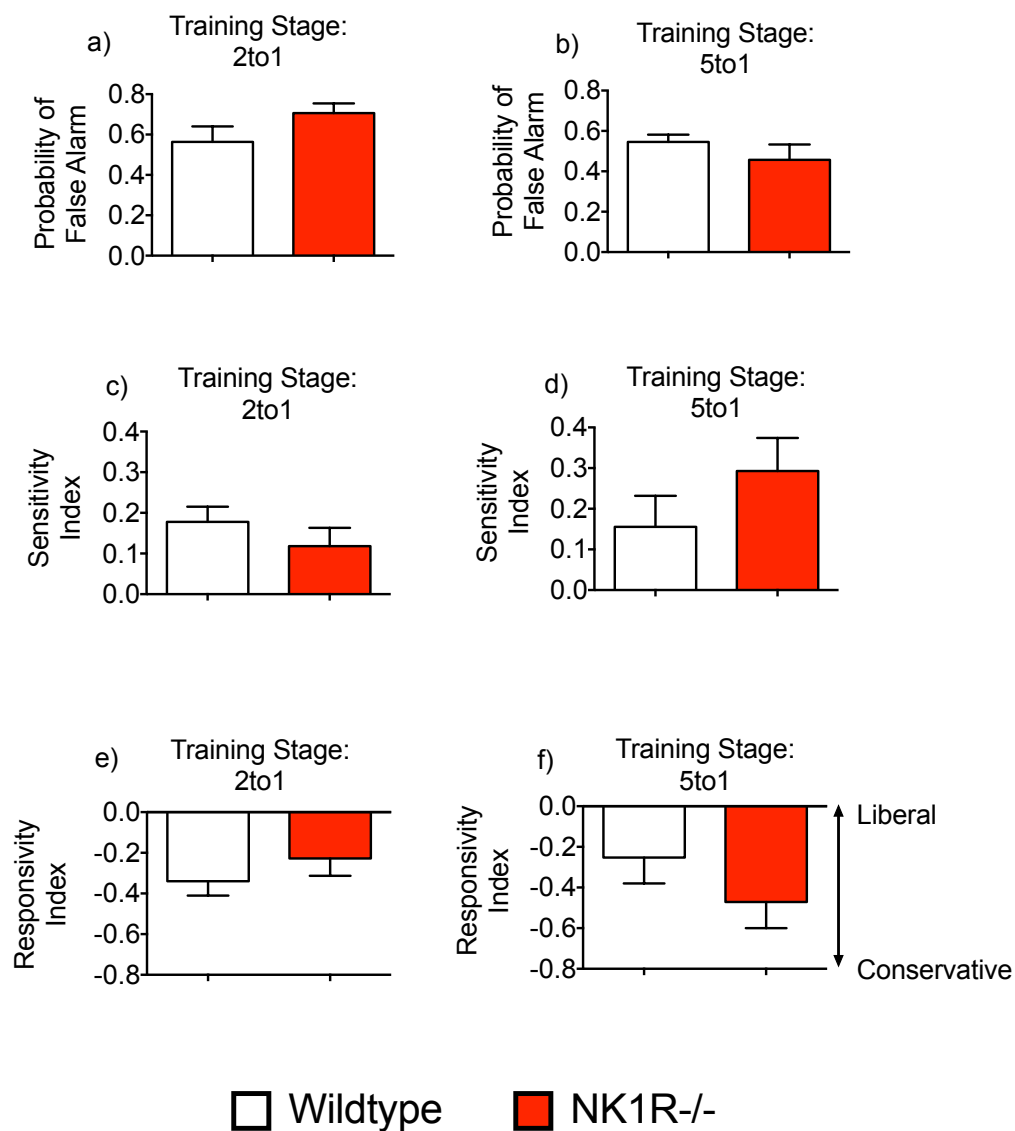 a)
Training Stage:
2to1
Probability of
False Alarm
0.8
0.6
0.4
0.2
0.0
b)
Training Stage:
5to1
Probability of
False Alarm
0.8
0.6
0.4
0.2
0.0
c)
Training Stage:
2to1
Sensitivity
Index
0.4
0.3
0.2
0.1
0.0
d)
Training Stage:
5to1
Sensitivity
Index
0.4
0.3
0.2
0.1
0.0
e)
Training Stage:
2to1
Responsivity
Index
0.0
-0.2
-0.4
-0.6
-0.8
f)
Training Stage:
5to1
Responsivity
Index
0.0
-0.2
-0.4
-0.6
-0.8
Liberal
Conservative
Wildtype
NK1R-/-